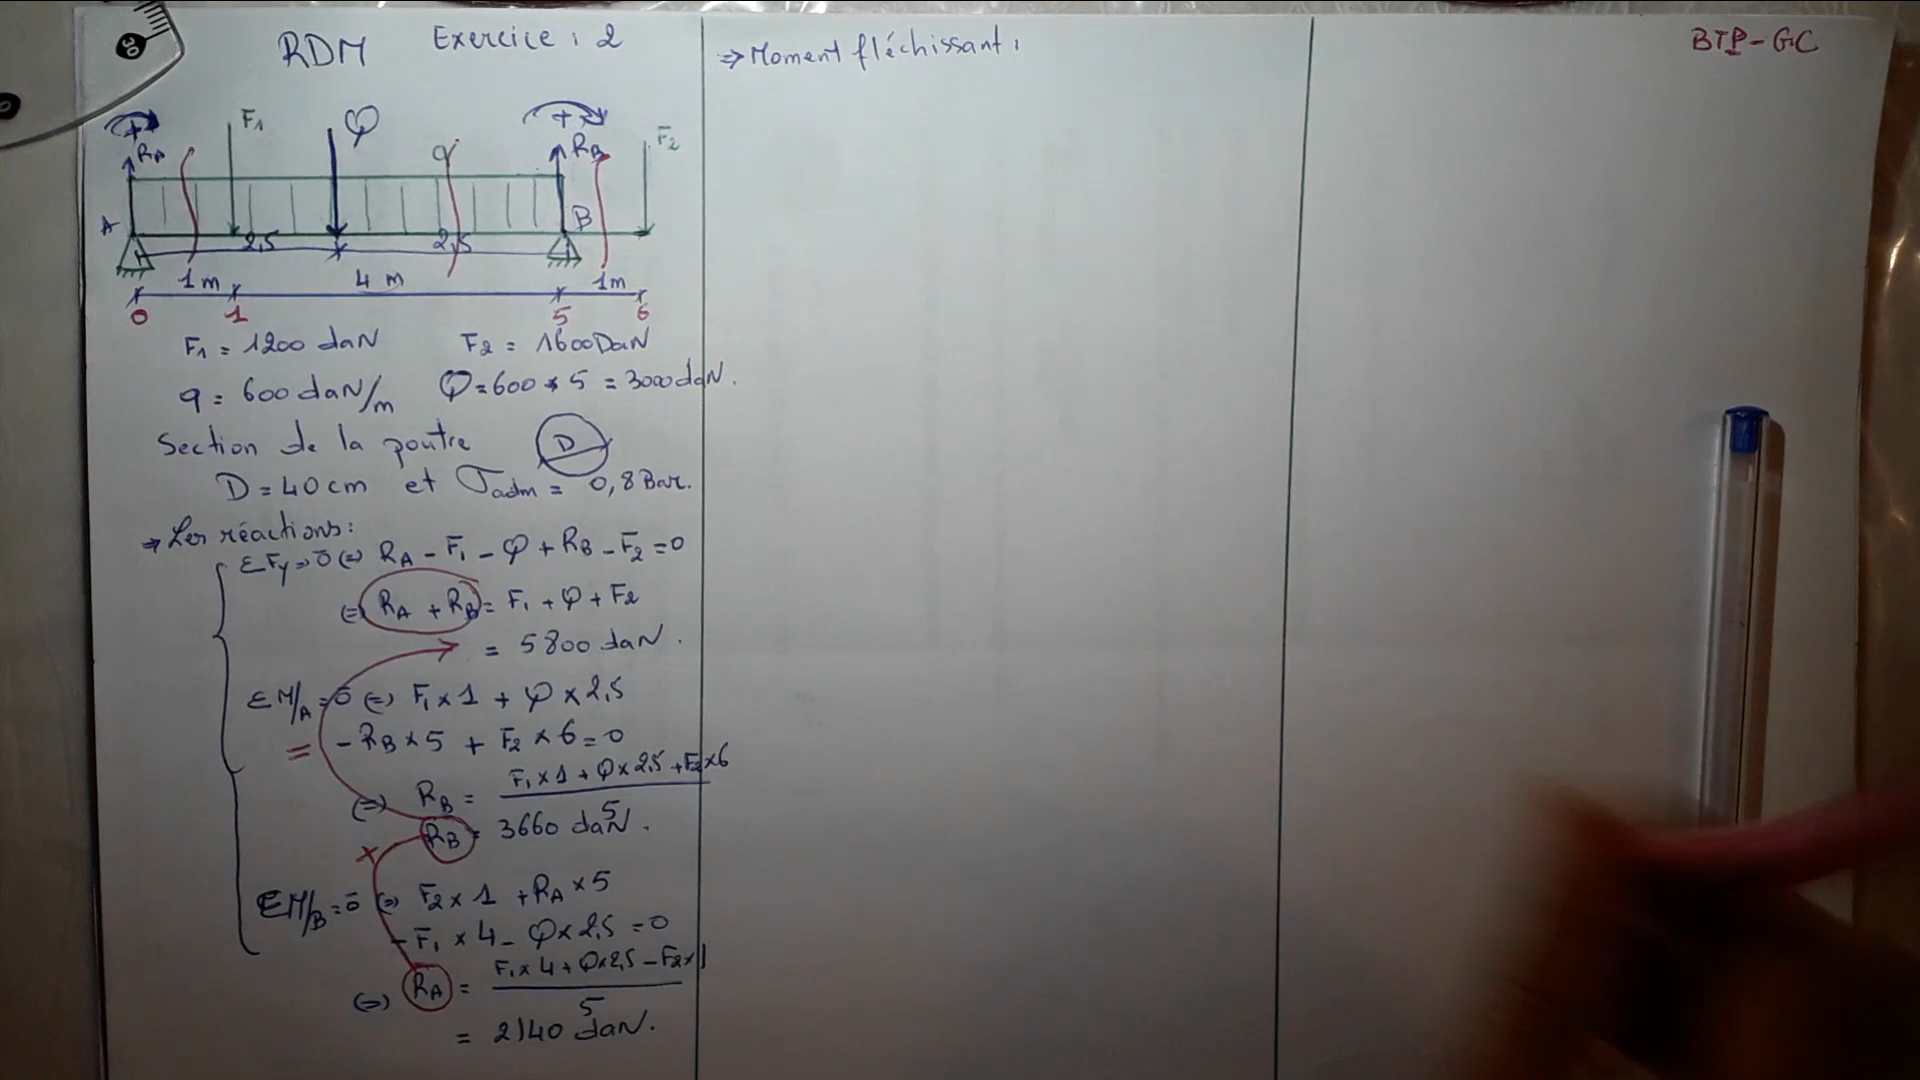 RDM Exercice : 2
⇒ Moment fléchissant :
BTP-GC
30
0
F1 φ
+ +
RA q RB F2
A B
2,5 2,5
1m 4 m 1m
0 1 5 6
F1 = 1200 daN F2 = 1600DaN
q = 600 daN/m φ = 600 * 5 = 3000 daN.
Section de la poutre D
D = 40 cm et σadm = 0,8 Bar.
⇒ Les réactions:
ΣFy = 0 (=) RA - F1 - φ + RB - F2 = 0
(=) RA + RB = F1 + φ + F2
= 5800 daN.
ΣM/A = 0 (=) F1 × 1 + φ × 2,5
- RB × 5 + F2 × 6 = 0
(=) RB = F1 × 1 + φ × 2,5 + F2 × 6
5
RB = 3660 daN.
ΣM/B = 0 (=) F2 × 1 + RA × 5
- F1 × 4 - φ × 2,5 = 0
(=) RA = F1 × 4 + φ × 2,5 - F2 × 1
5
= 2140 daN.